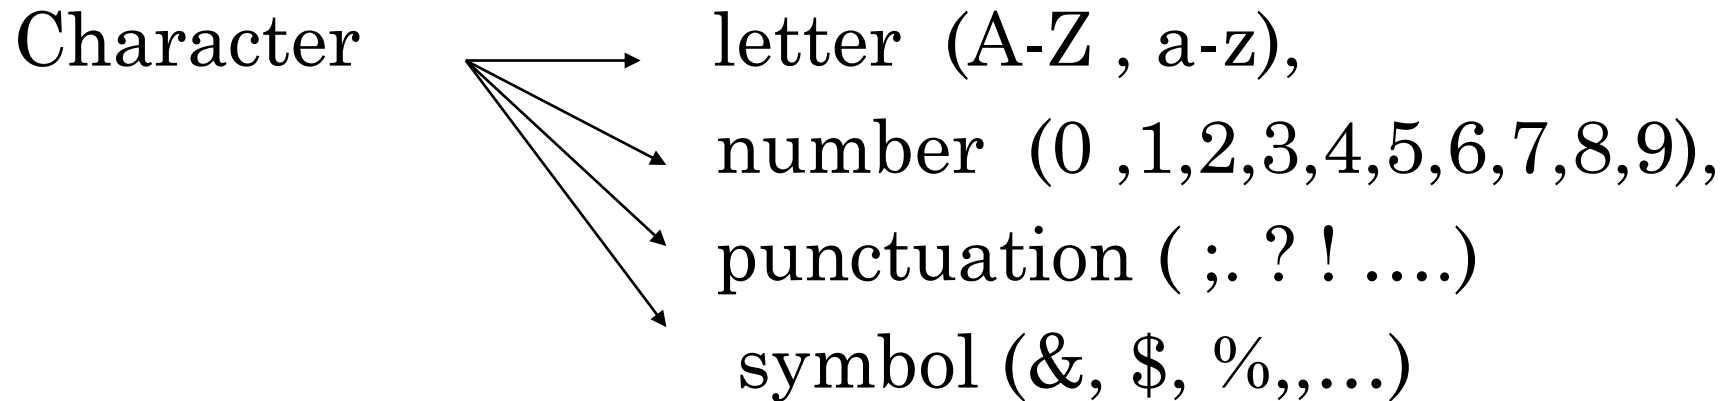 Character letter (A-Z , a-z),
number (0 ,1,2,3,4,5,6,7,8,9),
punctuation ( ;. ? ! ….)
symbol (&, $, %,,…)